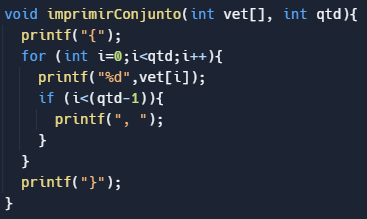 void imprimirConjunto(int vet[], int qtd){
  printf("{");
  for (int i=0;i<qtd;i++){
    printf("%d",vet[i]);
    if (i<(qtd-1)){
      printf(", ");
    }
  }
  printf("}");
}